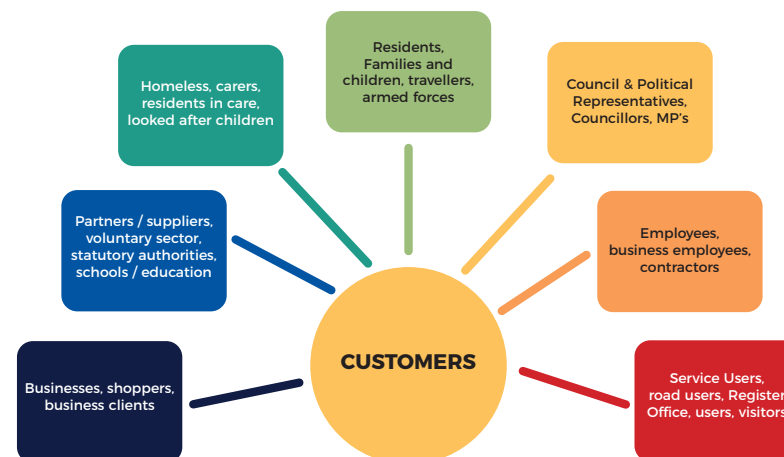 Residents,
Families and
children, travellers,
armed forces
Homeless, carers,
residents in care,
looked after children
Council & Political
Representatives,
Councillors, MP's
Partners / suppliers,
voluntary sector,
statutory authorities,
schools / education
Employees,
business employees,
contractors
CUSTOMERS
Businesses, shoppers,
business clients
Service Users,
road users, Register
Office, users, visitors